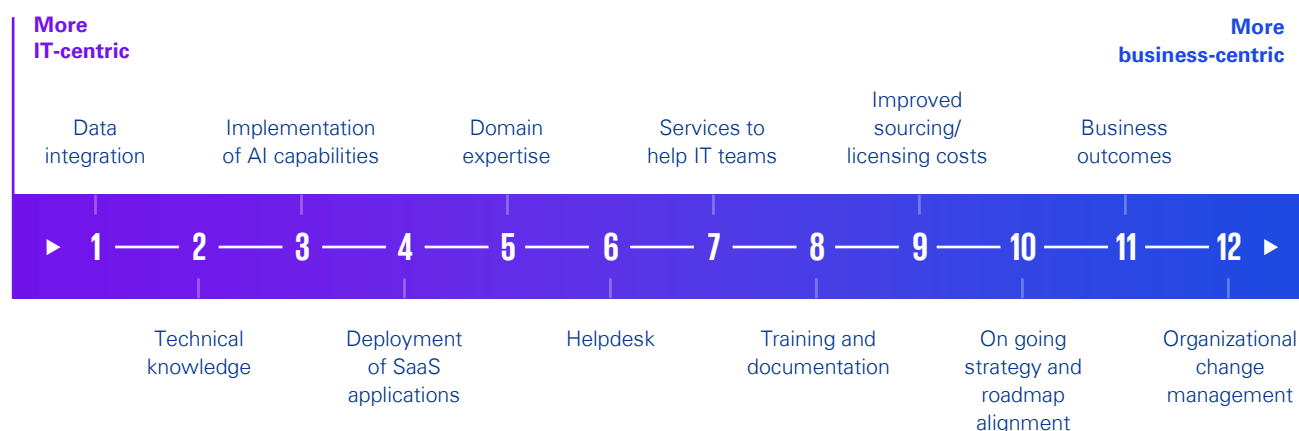 More
IT-centric
More
business-centric
Data
integration
Implementation
of AI capabilities
Domain
expertise
Services to
help IT teams
Improved
sourcing/
licensing costs
Business
outcomes
1 2 3 4 5 6 7 8 9 10 11 12
Technical
knowledge
Deployment
of SaaS
applications
Helpdesk
Training and
documentation
On going
strategy and
roadmap
alignment
Organizational
change
management